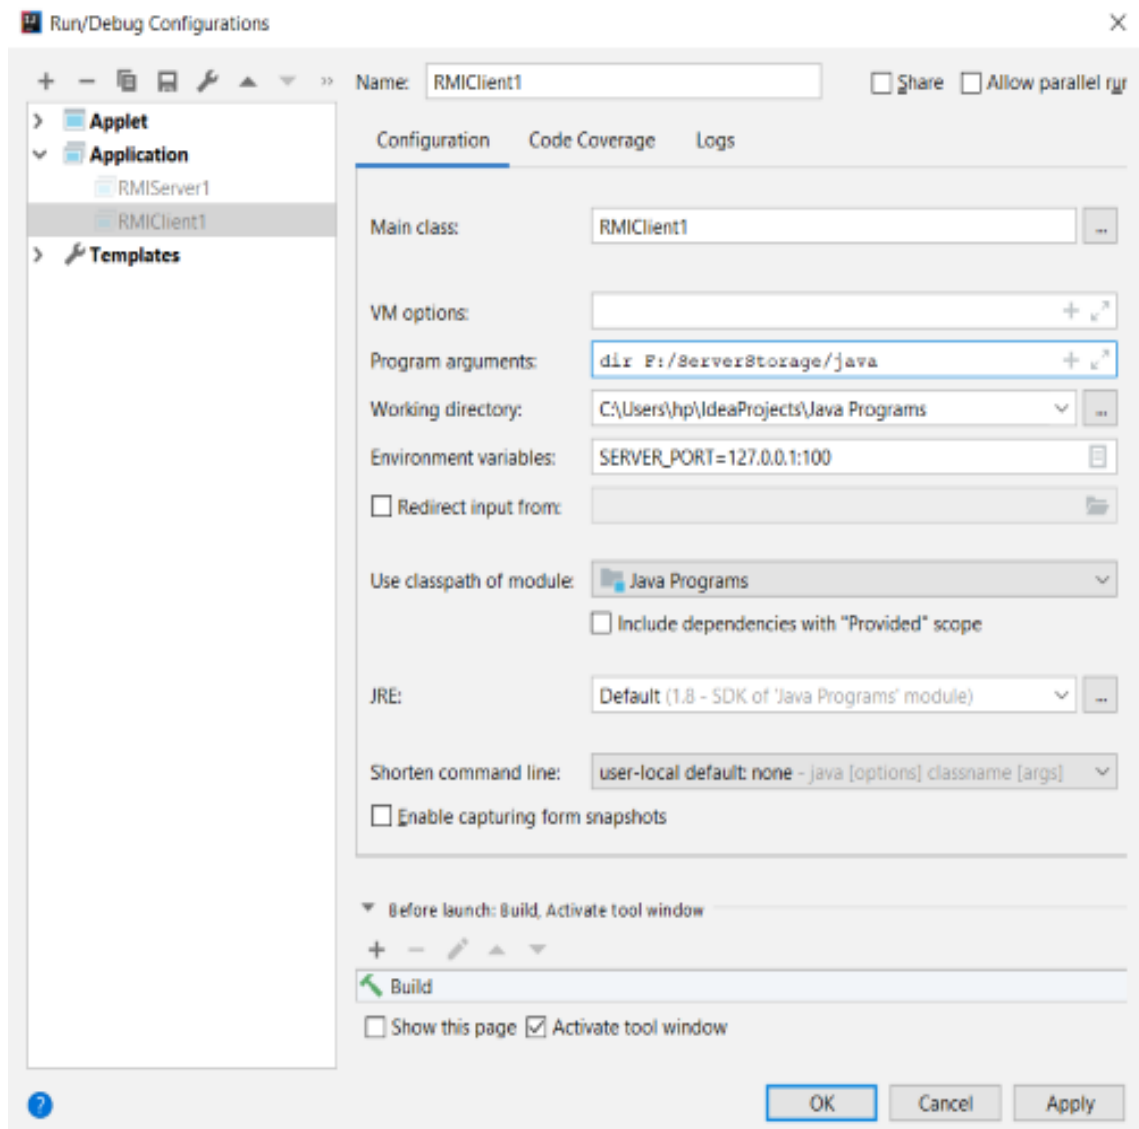 Run/Debug Configurations
Name: RMIClient1 Share Allow parallel run
Applet
Application
RMIServer1
RMIClient1
Templates
Configuration Code Coverage Logs
Main class: RMIClient1 ...
VM options:
Program arguments: dir F:/ServerStorage/java
Working directory: C:\Users\hp\IdeaProjects\Java Programs ...
Environment variables: SERVER_PORT=127.0.0.1:100
Redirect input from:
Use classpath of module: Java Programs
Include dependencies with "Provided" scope
JRE: Default (1.8 - SDK of 'Java Programs' module) ...
Shorten command line: user-local default: none - java [options] classname [args]
Enable capturing form snapshots
Before launch: Build, Activate tool window
Build
Show this page Activate tool window
? OK Cancel Apply